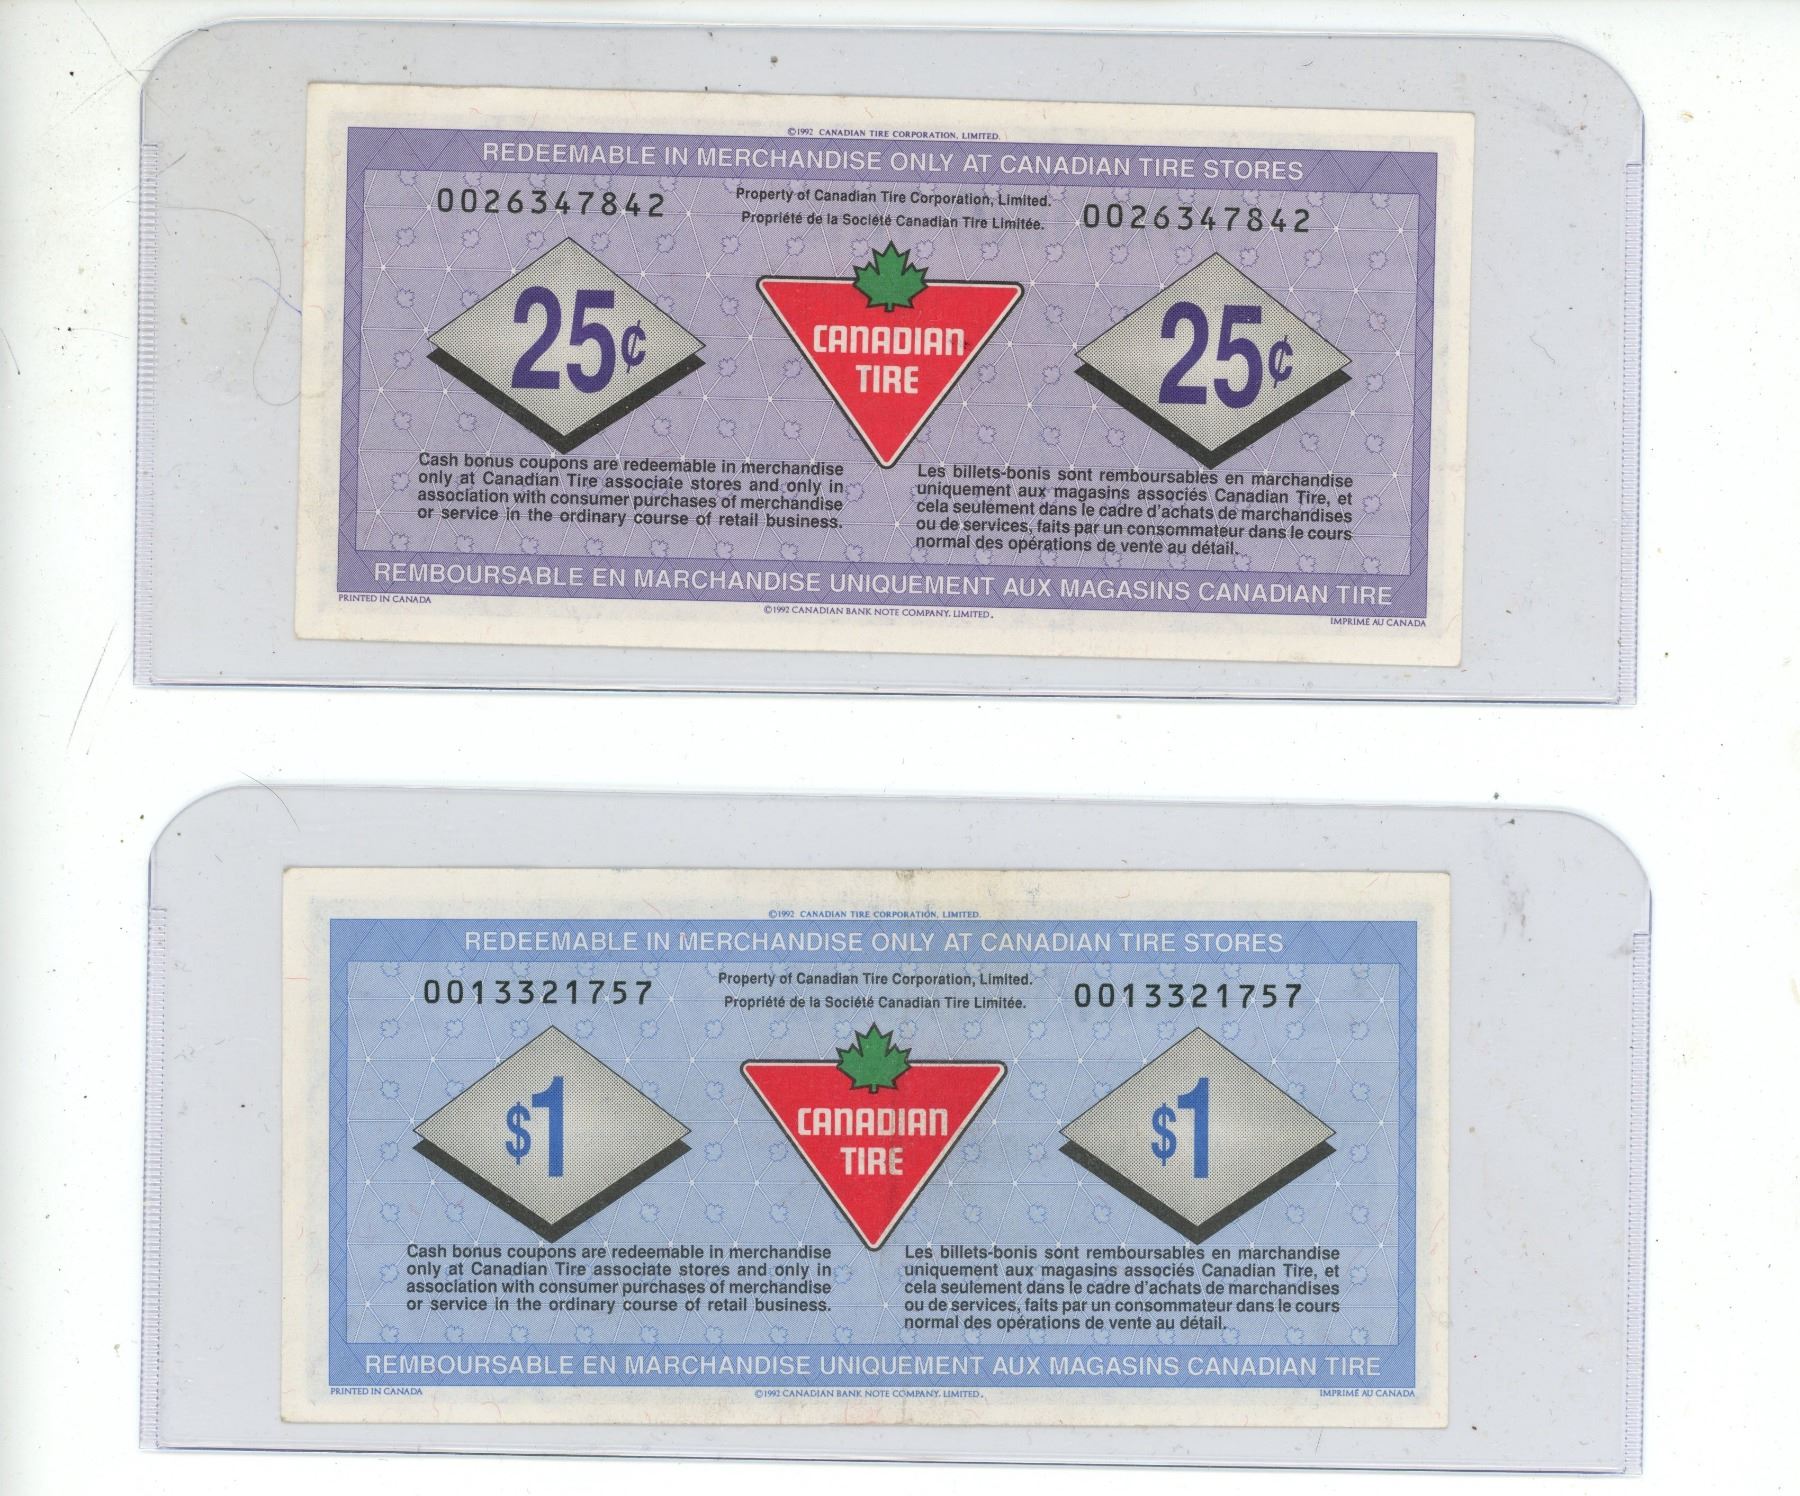 ©1992 CANADIAN TIRE CORPORATION, LIMITED.
REDEEMABLE IN MERCHANDISE ONLY AT CANADIAN TIRE STORES
0026347842
Property of Canadian Tire Corporation, Limited.
Propriété de la Société Canadian Tire Limitée.
0026347842
25¢
CANADIAN
TIRE
25¢
Cash bonus coupons are redeemable in merchandise
only at Canadian Tire associate stores and only in
association with consumer purchases of merchandise
or service in the ordinary course of retail business.
Les billets-bonis sont remboursables en marchandise
uniquement aux magasins associés Canadian Tire, et
cela seulement dans le cadre d'achats de marchandises
ou de services, faits par un consommateur dans le cours
normal des opérations de vente au détail.
REMBOURSABLE EN MARCHANDISE UNIQUEMENT AUX MAGASINS CANADIAN TIRE
PRINTED IN CANADA
©1992 CANADIAN BANK NOTE COMPANY, LIMITED.
IMPRIMÉ AU CANADA
©1992 CANADIAN TIRE CORPORATION, LIMITED.
REDEEMABLE IN MERCHANDISE ONLY AT CANADIAN TIRE STORES
0013321757
Property of Canadian Tire Corporation, Limited.
Propriété de la Société Canadian Tire Limitée.
0013321757
$1
CANADIAN
TIRE
$1
Cash bonus coupons are redeemable in merchandise
only at Canadian Tire associate stores and only in
association with consumer purchases of merchandise
or service in the ordinary course of retail business.
Les billets-bonis sont remboursables en marchandise
uniquement aux magasins associés Canadian Tire, et
cela seulement dans le cadre d'achats de marchandises
ou de services, faits par un consommateur dans le cours
normal des opérations de vente au détail.
REMBOURSABLE EN MARCHANDISE UNIQUEMENT AUX MAGASINS CANADIAN TIRE
PRINTED IN CANADA
©1992 CANADIAN BANK NOTE COMPANY, LIMITED.
IMPRIMÉ AU CANADA